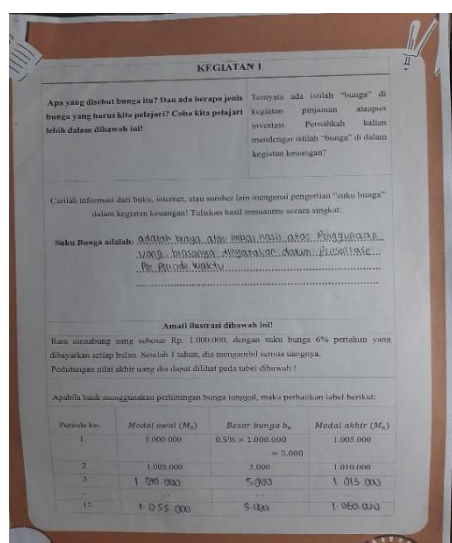 KEGIATAN 1
Apa yang disebut bunga itu? Dan ada berapa jenis
bunga yang harus kita pelajari? Coba kita pelajari
lebih dalam dibawah ini!
Ternyata ada istilah “bunga” di
kegiatan pinjaman ataupun
investasi. Pernahkah kalian
mendengar istilah “bunga” di dalam
kegiatan keuangan?
Carilah informasi dari buku, internet, atau sumber lain mengenai pengertian “suku bunga”
dalam kegiatan keuangan! Tuliskan hasil temuanmu secara singkat.
Suku Bunga adalah: adalah biaya atau imbal hasil atas Penggunaan
uang biasanya dinyatakan dalam Presentase
Per Periode waktu
Amati ilustrasi dibawah ini!
Rara menabung uang sebesar Rp. 1.000.000, dengan suku bunga 6% pertahun yang
dibayarkan setiap bulan. Setelah 1 tahun, dia mengambil semua uangnya.
Perhitungan nilai akhir uang dia dapat dilihat pada tabel dibawah !
Apabila bank menggunakan perhitungan bunga tunggal, maka perhatikan tabel berikut:
Periode ke- Modal awal (M₀) Besar bunga bₙ Modal akhir (Mₙ)
1. 1.000.000 0,5% × 1.000.000 1.005.000
= 5.000
2. 1.005.000 5.000 1.010.000
3. 1 010.000 5.000 1 015.000
... ... ... ...
12. 1 055.000 5.000 1.060.000